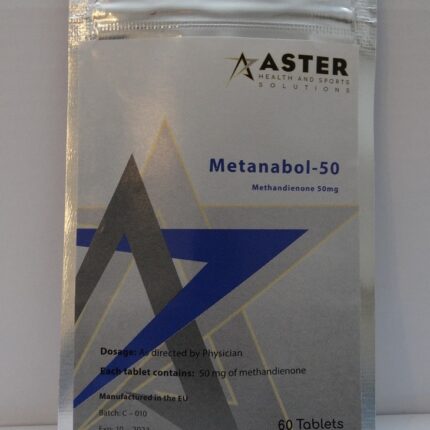 ASTER
HEALTH AND SPORTS
SOLUTIONS
Metanabol-50
Methandienone 50mg
Dosage: As directed by Physician
Each tablet contains: 50 mg of methandienone
Manufactured in the EU
Batch: C – 010
60 Tablets